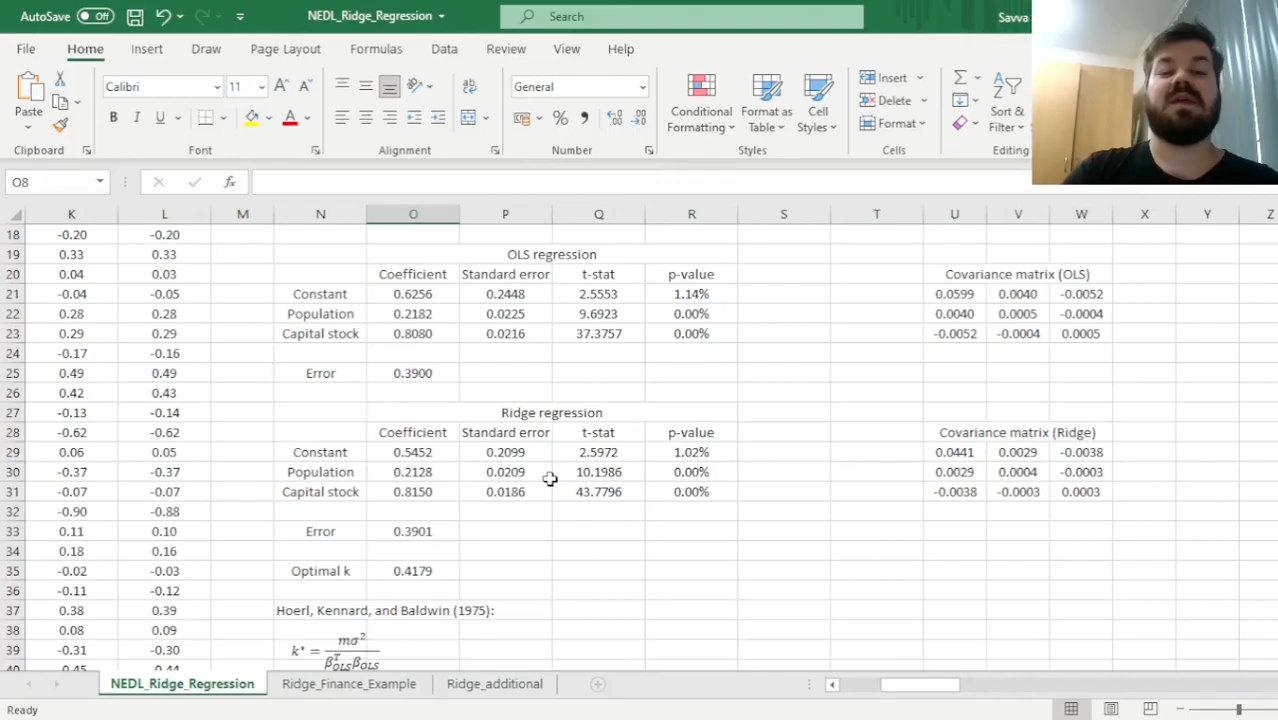 AutoSave Off NEDL_Ridge_Regression Search Savva
File Home Insert Draw Page Layout Formulas Data Review View Help
Paste Calibri 11 General Conditional Formatting Format as Table Cell Styles Insert Delete Format Sort & Filter
Clipboard Font Alignment Number Styles Cells Editing
O8
K L M N O P Q R S T U V W X Y Z
18 -0.20 -0.20
19 0.33 0.33 OLS regression
20 0.04 0.03 Coefficient Standard error t-stat p-value Covariance matrix (OLS)
21 -0.04 -0.05 Constant 0.6256 0.2448 2.5553 1.14% 0.0599 0.0040 -0.0052
22 0.28 0.28 Population 0.2182 0.0225 9.6923 0.00% 0.0040 0.0005 -0.0004
23 0.29 0.29 Capital stock 0.8080 0.0216 37.3757 0.00% -0.0052 -0.0004 0.0005
24 -0.17 -0.16
25 0.49 0.49 Error 0.3900
26 0.42 0.43
27 -0.13 -0.14 Ridge regression
28 -0.62 -0.62 Coefficient Standard error t-stat p-value Covariance matrix (Ridge)
29 0.06 0.05 Constant 0.5452 0.2099 2.5972 1.02% 0.0441 0.0029 -0.0038
30 -0.37 -0.37 Population 0.2128 0.0209 10.1986 0.00% 0.0029 0.0004 -0.0003
31 -0.07 -0.07 Capital stock 0.8150 0.0186 43.7796 0.00% -0.0038 -0.0003 0.0003
32 -0.90 -0.88
33 0.11 0.10 Error 0.3901
34 0.18 0.16
35 -0.02 -0.03 Optimal k 0.4179
36 -0.11 -0.12
37 0.38 0.39 Hoerl, Kennard, and Baldwin (1975):
38 0.08 0.09
39 -0.31 -0.30 k* = mσ² / β^T_OLS β_OLS
40 -0.45 0.44
NEDL_Ridge_Regression Ridge_Finance_Example Ridge_additional
Ready